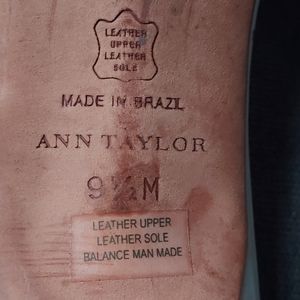 LEATHER
UPPER
LEATHER
SOLE
MADE IN BRAZIL
ANN TAYLOR
9½M
LEATHER UPPER
LEATHER SOLE
BALANCE MAN MADE